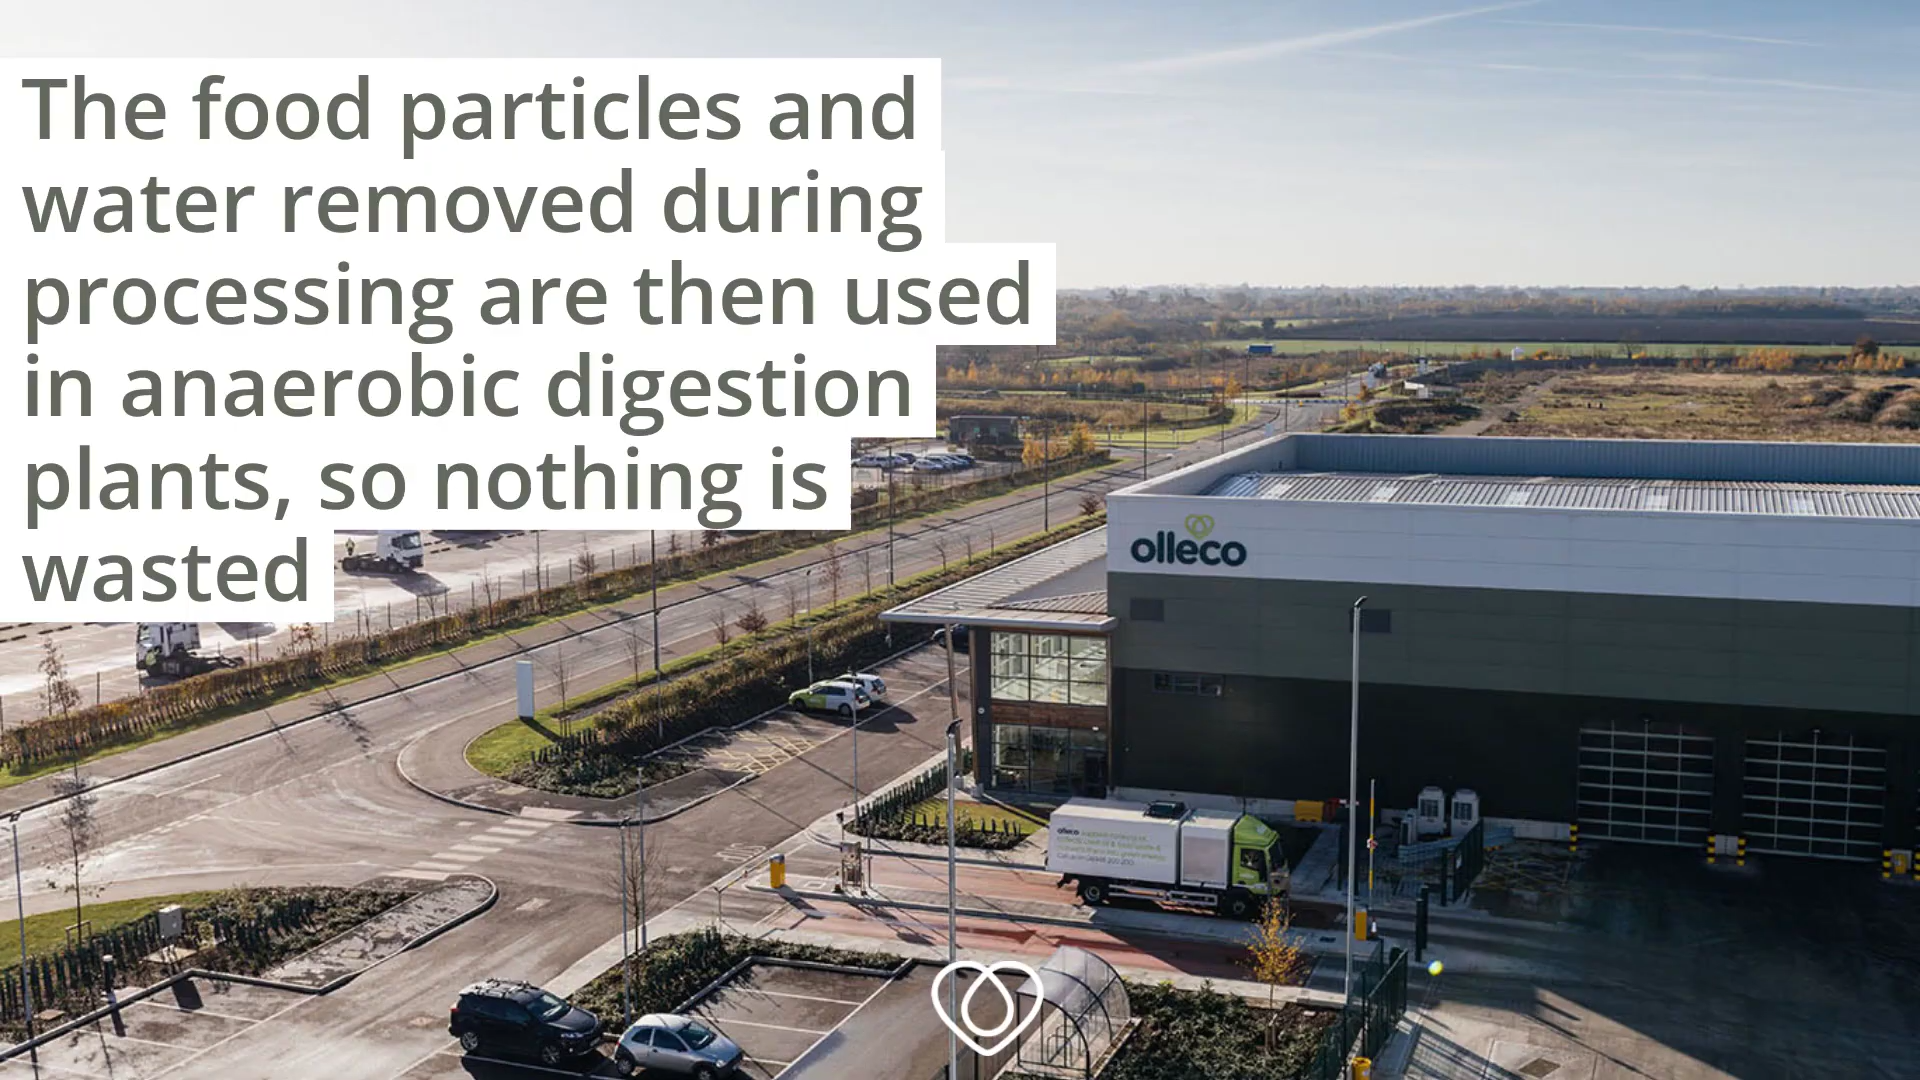 The food particles and
water removed during
processing are then used
in anaerobic digestion
plants, so nothing is
wasted
olleco
olleco